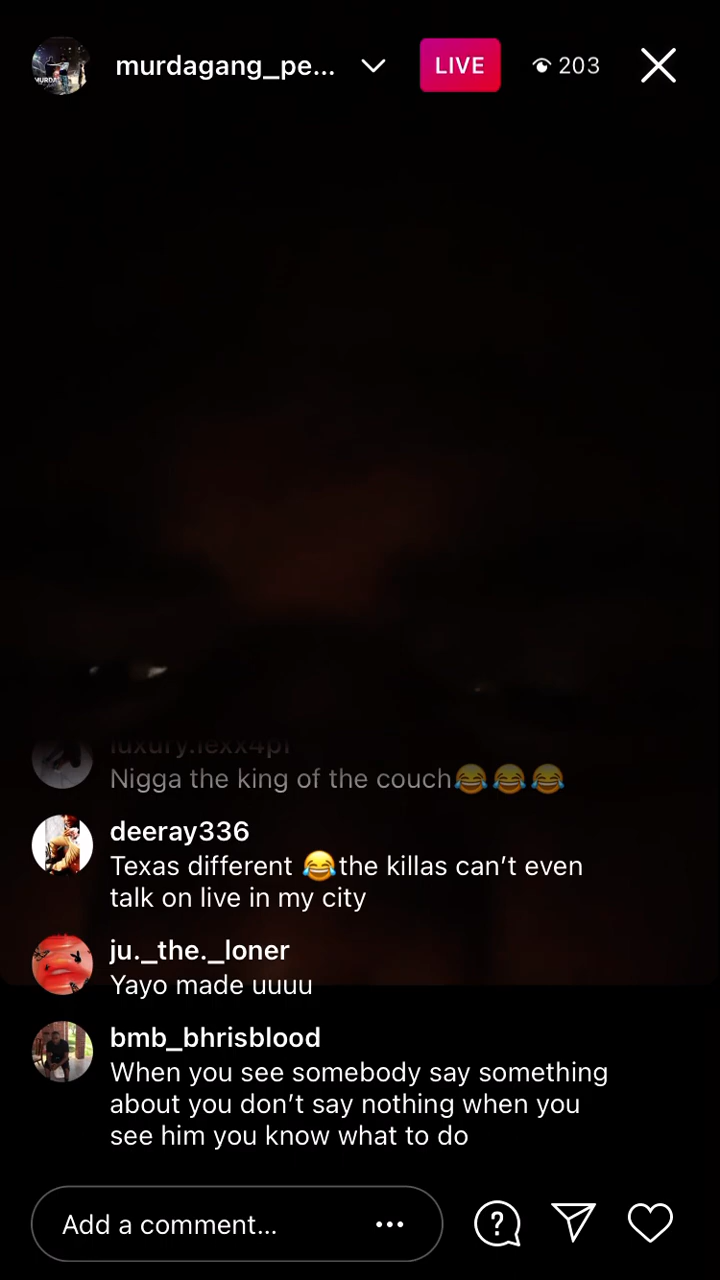 murdagang_pe...
LIVE
203
luxury.lexx4pf
Nigga the king of the couch😂😂😂
deeray336
Texas different 😂the killas can’t even
talk on live in my city
ju._the._loner
Yayo made uuuu
bmb_bhrisblood
When you see somebody say something
about you don’t say nothing when you
see him you know what to do
Add a comment...